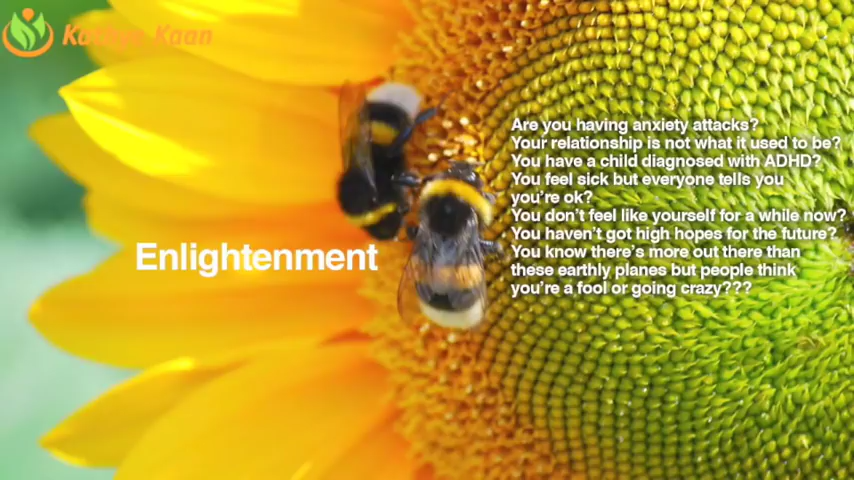 Kathye Kaan
Enlightenment
Are you having anxiety attacks?
Your relationship is not what it used to be?
You have a child diagnosed with ADHD?
You feel sick but everyone tells you
you're ok?
You don't feel like yourself for a while now?
You haven't got high hopes for the future?
You know there's more out there than
these earthly planes but people think
you're a fool or going crazy???